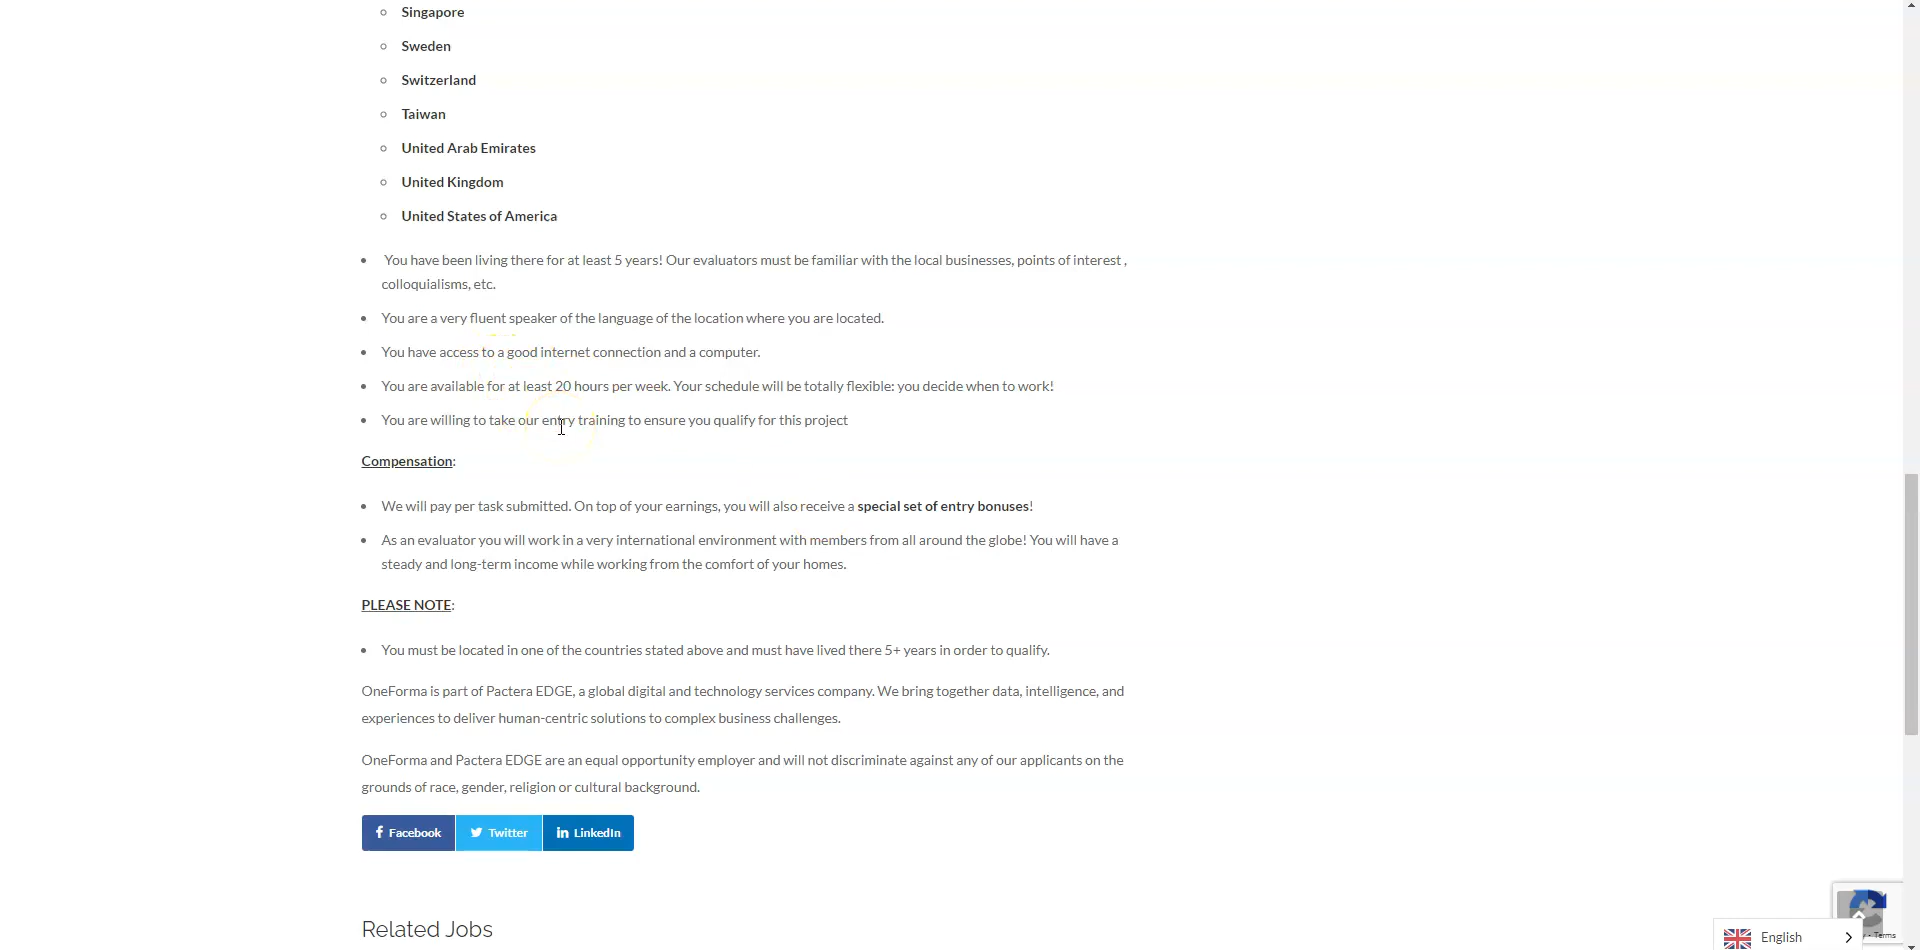 Singapore
Sweden
Switzerland
Taiwan
United Arab Emirates
United Kingdom
United States of America
You have been living there for at least 5 years! Our evaluators must be familiar with the local businesses, points of interest ,
colloquialisms, etc.
You are a very fluent speaker of the language of the location where you are located.
You have access to a good internet connection and a computer.
You are available for at least 20 hours per week. Your schedule will be totally flexible: you decide when to work!
You are willing to take our entry training to ensure you qualify for this project
Compensation:
We will pay per task submitted. On top of your earnings, you will also receive a special set of entry bonuses!
As an evaluator you will work in a very international environment with members from all around the globe! You will have a
steady and long-term income while working from the comfort of your homes.
PLEASE NOTE:
You must be located in one of the countries stated above and must have lived there 5+ years in order to qualify.
OneForma is part of Pactera EDGE, a global digital and technology services company. We bring together data, intelligence, and
experiences to deliver human-centric solutions to complex business challenges.
OneForma and Pactera EDGE are an equal opportunity employer and will not discriminate against any of our applicants on the
grounds of race, gender, religion or cultural background.
Facebook Twitter LinkedIn
Related Jobs
Terms
English